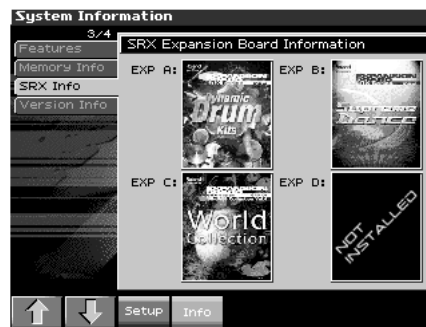 System Information
3/4
Features
Memory Info
SRX Info
Version Info
SRX Expansion Board Information
EXP A:
Dynamic
Drum
Kits
EXP B:
Supreme
Dance
EXP C:
World
Collection
EXP D:
NOT
INSTALLED
Setup
Info